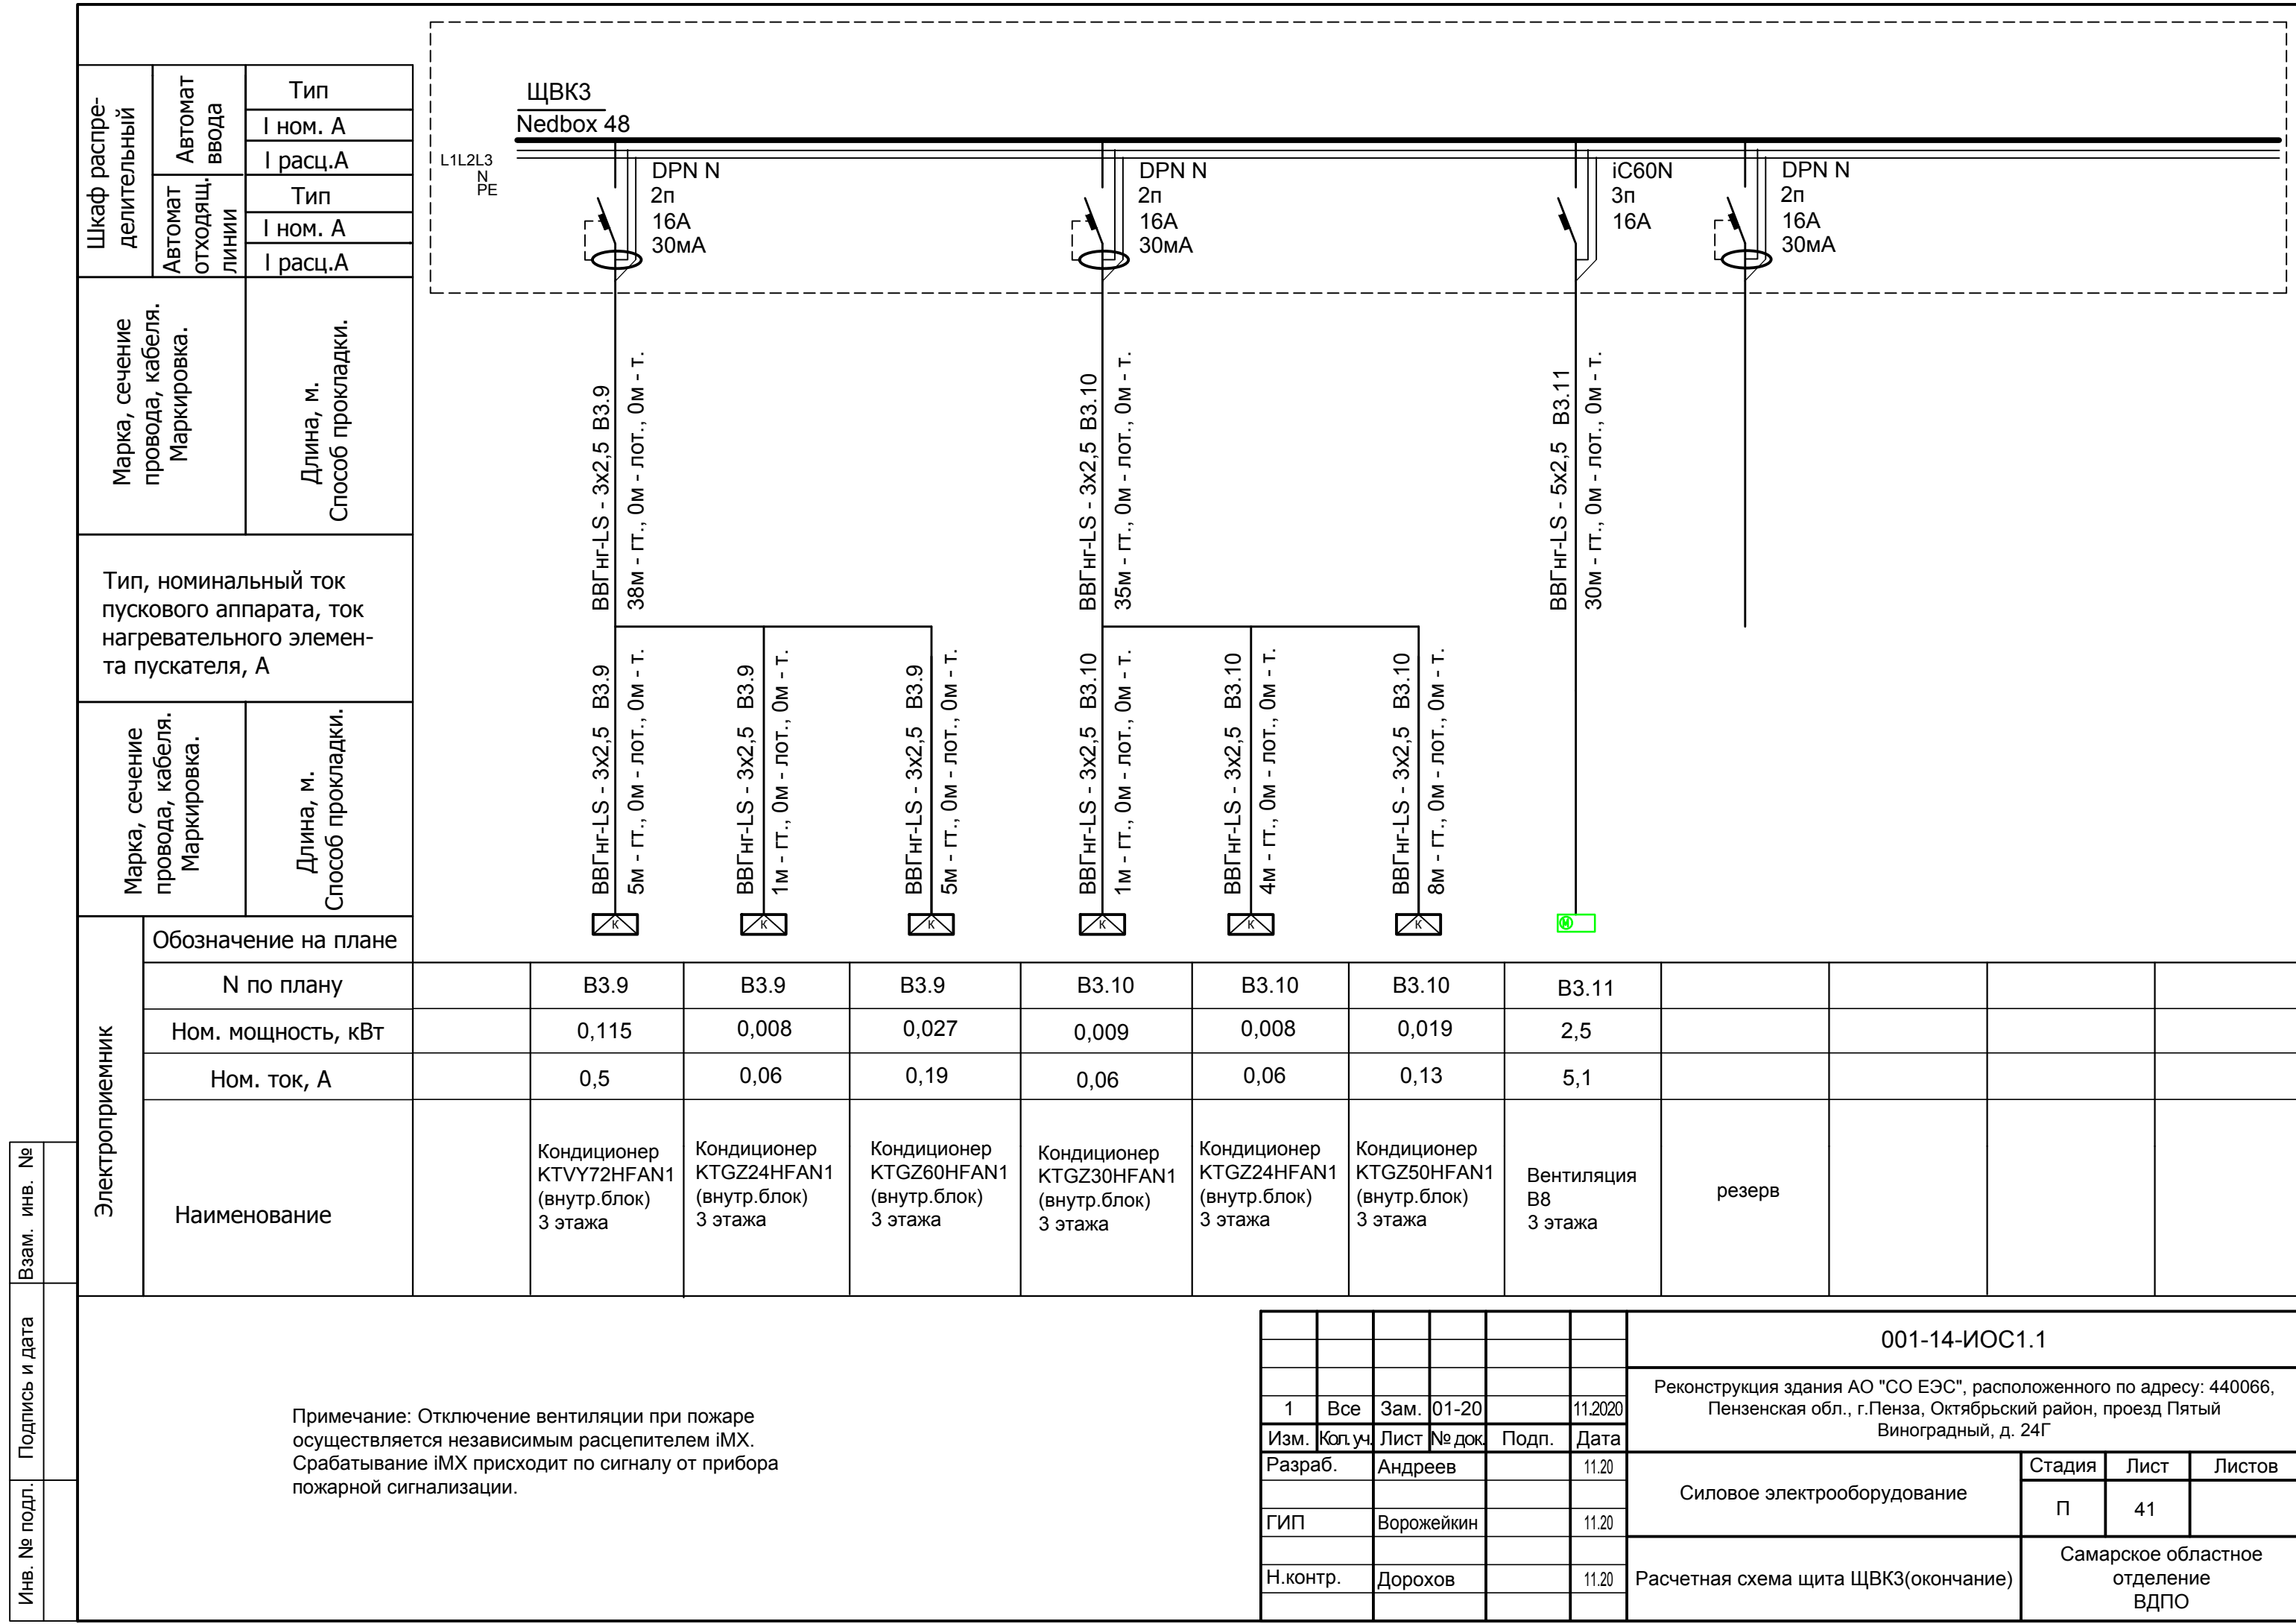 Шкаф распре-
делительный
Автомат
ввода
Тип
I ном. А
I расц.А
Автомат
отходящ.
линии
Тип
I ном. А
I расц.А
Марка, сечение
провода, кабеля.
Маркировка.
Длина, м.
Способ прокладки.
Тип, номинальный ток
пускового аппарата, ток
нагревательного элемен-
та пускателя, А
Марка, сечение
провода, кабеля.
Маркировка.
Длина, м.
Способ прокладки.
ЩВК3
Nedbox 48
L1L2L3
N
PE
DPN N
2п
16А
30мА
DPN N
2п
16А
30мА
iC60N
3п
16А
DPN N
2п
16А
30мА
ВВГнг-LS - 3х2,5 В3.9
38м - гт., 0м - лот., 0м - т.
ВВГнг-LS - 3х2,5 В3.10
35м - гт., 0м - лот., 0м - т.
ВВГнг-LS - 5х2,5 В3.11
30м - гт., 0м - лот., 0м - т.
ВВГнг-LS - 3х2,5 В3.9
5м - гт., 0м - лот., 0м - т.
ВВГнг-LS - 3х2,5 В3.9
1м - гт., 0м - лот., 0м - т.
ВВГнг-LS - 3х2,5 В3.9
5м - гт., 0м - лот., 0м - т.
ВВГнг-LS - 3х2,5 В3.10
1м - гт., 0м - лот., 0м - т.
ВВГнг-LS - 3х2,5 В3.10
4м - гт., 0м - лот., 0м - т.
ВВГнг-LS - 3х2,5 В3.10
8м - гт., 0м - лот., 0м - т.
Электроприемник
Обозначение на плане
К К К К К К М
N по плану В3.9 В3.9 В3.9 В3.10 В3.10 В3.10 В3.11
Ном. мощность, кВт 0,115 0,008 0,027 0,009 0,008 0,019 2,5
Ном. ток, А 0,5 0,06 0,19 0,06 0,06 0,13 5,1
Наименование
Кондиционер
KTVY72HFAN1
(внутр.блок)
3 этажа
Кондиционер
KTGZ24HFAN1
(внутр.блок)
3 этажа
Кондиционер
KTGZ60HFAN1
(внутр.блок)
3 этажа
Кондиционер
KTGZ30HFAN1
(внутр.блок)
3 этажа
Кондиционер
KTGZ24HFAN1
(внутр.блок)
3 этажа
Кондиционер
KTGZ50HFAN1
(внутр.блок)
3 этажа
Вентиляция
В8
3 этажа
резерв
Взам. инв. №
Подпись и дата
Инв. № подл.
Примечание: Отключение вентиляции при пожаре
осуществляется независимым расцепителем iMX.
Срабатывание iMX присходит по сигналу от прибора
пожарной сигнализации.
001-14-ИОС1.1
Реконструкция здания АО "СО ЕЭС", расположенного по адресу: 440066,
Пензенская обл., г.Пенза, Октябрьский район, проезд Пятый
Виноградный, д. 24Г
1 Все Зам. 01-20 11.2020
Изм. Кол.уч. Лист № док. Подп. Дата
Разраб. Андреев 11.20
ГИП Ворожейкин 11.20
Н.контр. Дорохов 11.20
Силовое электрооборудование
Стадия Лист Листов
П 41
Расчетная схема щита ЩВК3(окончание)
Самарское областное
отделение
ВДПО